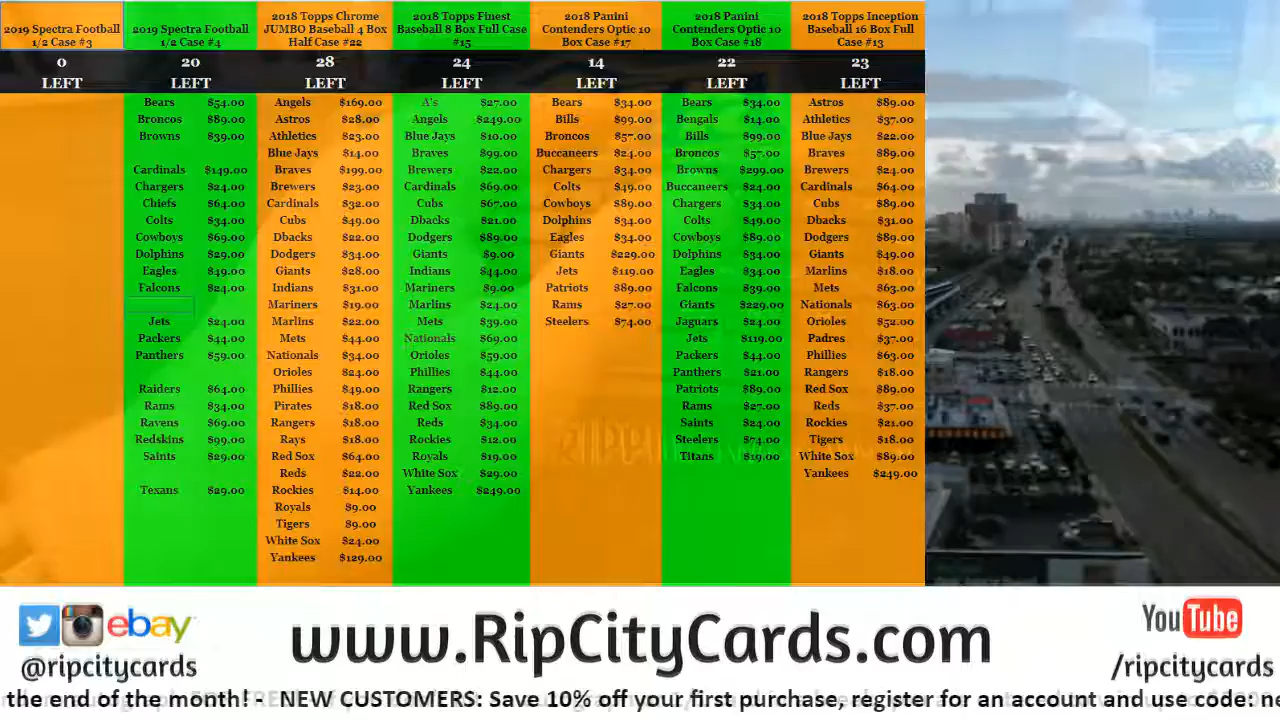 2019 Spectra Football
1/2 Case #3
0
LEFT
2019 Spectra Football
1/2 Case #4
20
LEFT
Bears $54.00
Broncos $89.00
Browns $39.00
Cardinals $149.00
Chargers $24.00
Chiefs $64.00
Colts $34.00
Cowboys $69.00
Dolphins $29.00
Eagles $49.00
Falcons $24.00
Jets $24.00
Packers $44.00
Panthers $59.00
Raiders $64.00
Rams $34.00
Ravens $69.00
Redskins $99.00
Saints $29.00
Texans $29.00
2018 Topps Chrome
JUMBO Baseball 4 Box
Half Case #22
28
LEFT
Angels $169.00
Astros $28.00
Athletics $23.00
Blue Jays $14.00
Braves $199.00
Brewers $23.00
Cardinals $32.00
Cubs $49.00
Dbacks $22.00
Dodgers $34.00
Giants $28.00
Indians $31.00
Mariners $19.00
Marlins $22.00
Mets $44.00
Nationals $34.00
Orioles $24.00
Phillies $49.00
Pirates $18.00
Rangers $18.00
Rays $18.00
Red Sox $64.00
Reds $22.00
Rockies $14.00
Royals $9.00
Tigers $9.00
White Sox $24.00
Yankees $129.00
2018 Topps Finest
Baseball 8 Box Full Case
#15
24
LEFT
A's $27.00
Angels $249.00
Blue Jays $10.00
Braves $99.00
Brewers $22.00
Cardinals $69.00
Cubs $67.00
Dbacks $21.00
Dodgers $89.00
Giants $9.00
Indians $44.00
Mariners $9.00
Marlins $24.00
Mets $39.00
Nationals $69.00
Orioles $59.00
Phillies $44.00
Rangers $12.00
Red Sox $89.00
Reds $34.00
Rockies $12.00
Royals $19.00
White Sox $29.00
Yankees $249.00
2018 Panini
Contenders Optic 10
Box Case #17
14
LEFT
Bears $34.00
Bills $99.00
Broncos $57.00
Buccaneers $24.00
Chargers $34.00
Colts $49.00
Cowboys $89.00
Dolphins $34.00
Eagles $34.00
Giants $229.00
Jets $119.00
Patriots $89.00
Rams $27.00
Steelers $74.00
2018 Panini
Contenders Optic 10
Box Case #18
22
LEFT
Bears $34.00
Bengals $14.00
Bills $99.00
Broncos $57.00
Browns $299.00
Buccaneers $24.00
Chargers $34.00
Colts $49.00
Cowboys $89.00
Dolphins $34.00
Eagles $34.00
Falcons $39.00
Giants $229.00
Jaguars $24.00
Jets $119.00
Packers $44.00
Panthers $21.00
Patriots $89.00
Rams $27.00
Saints $24.00
Steelers $74.00
Titans $19.00
2018 Topps Inception
Baseball 16 Box Full
Case #13
23
LEFT
Astros $89.00
Athletics $37.00
Blue Jays $22.00
Braves $89.00
Brewers $24.00
Cardinals $64.00
Cubs $89.00
Dbacks $31.00
Dodgers $89.00
Giants $49.00
Marlins $18.00
Mets $63.00
Nationals $63.00
Orioles $52.00
Padres $37.00
Phillies $63.00
Rangers $18.00
Red Sox $89.00
Reds $37.00
Rockies $21.00
Tigers $18.00
White Sox $89.00
Yankees $249.00
ebay
@ripcitycards
www.RipCityCards.com
YouTube
/ripcitycards
the end of the month! - NEW CUSTOMERS: Save 10% off your first purchase, register for an account and use code: